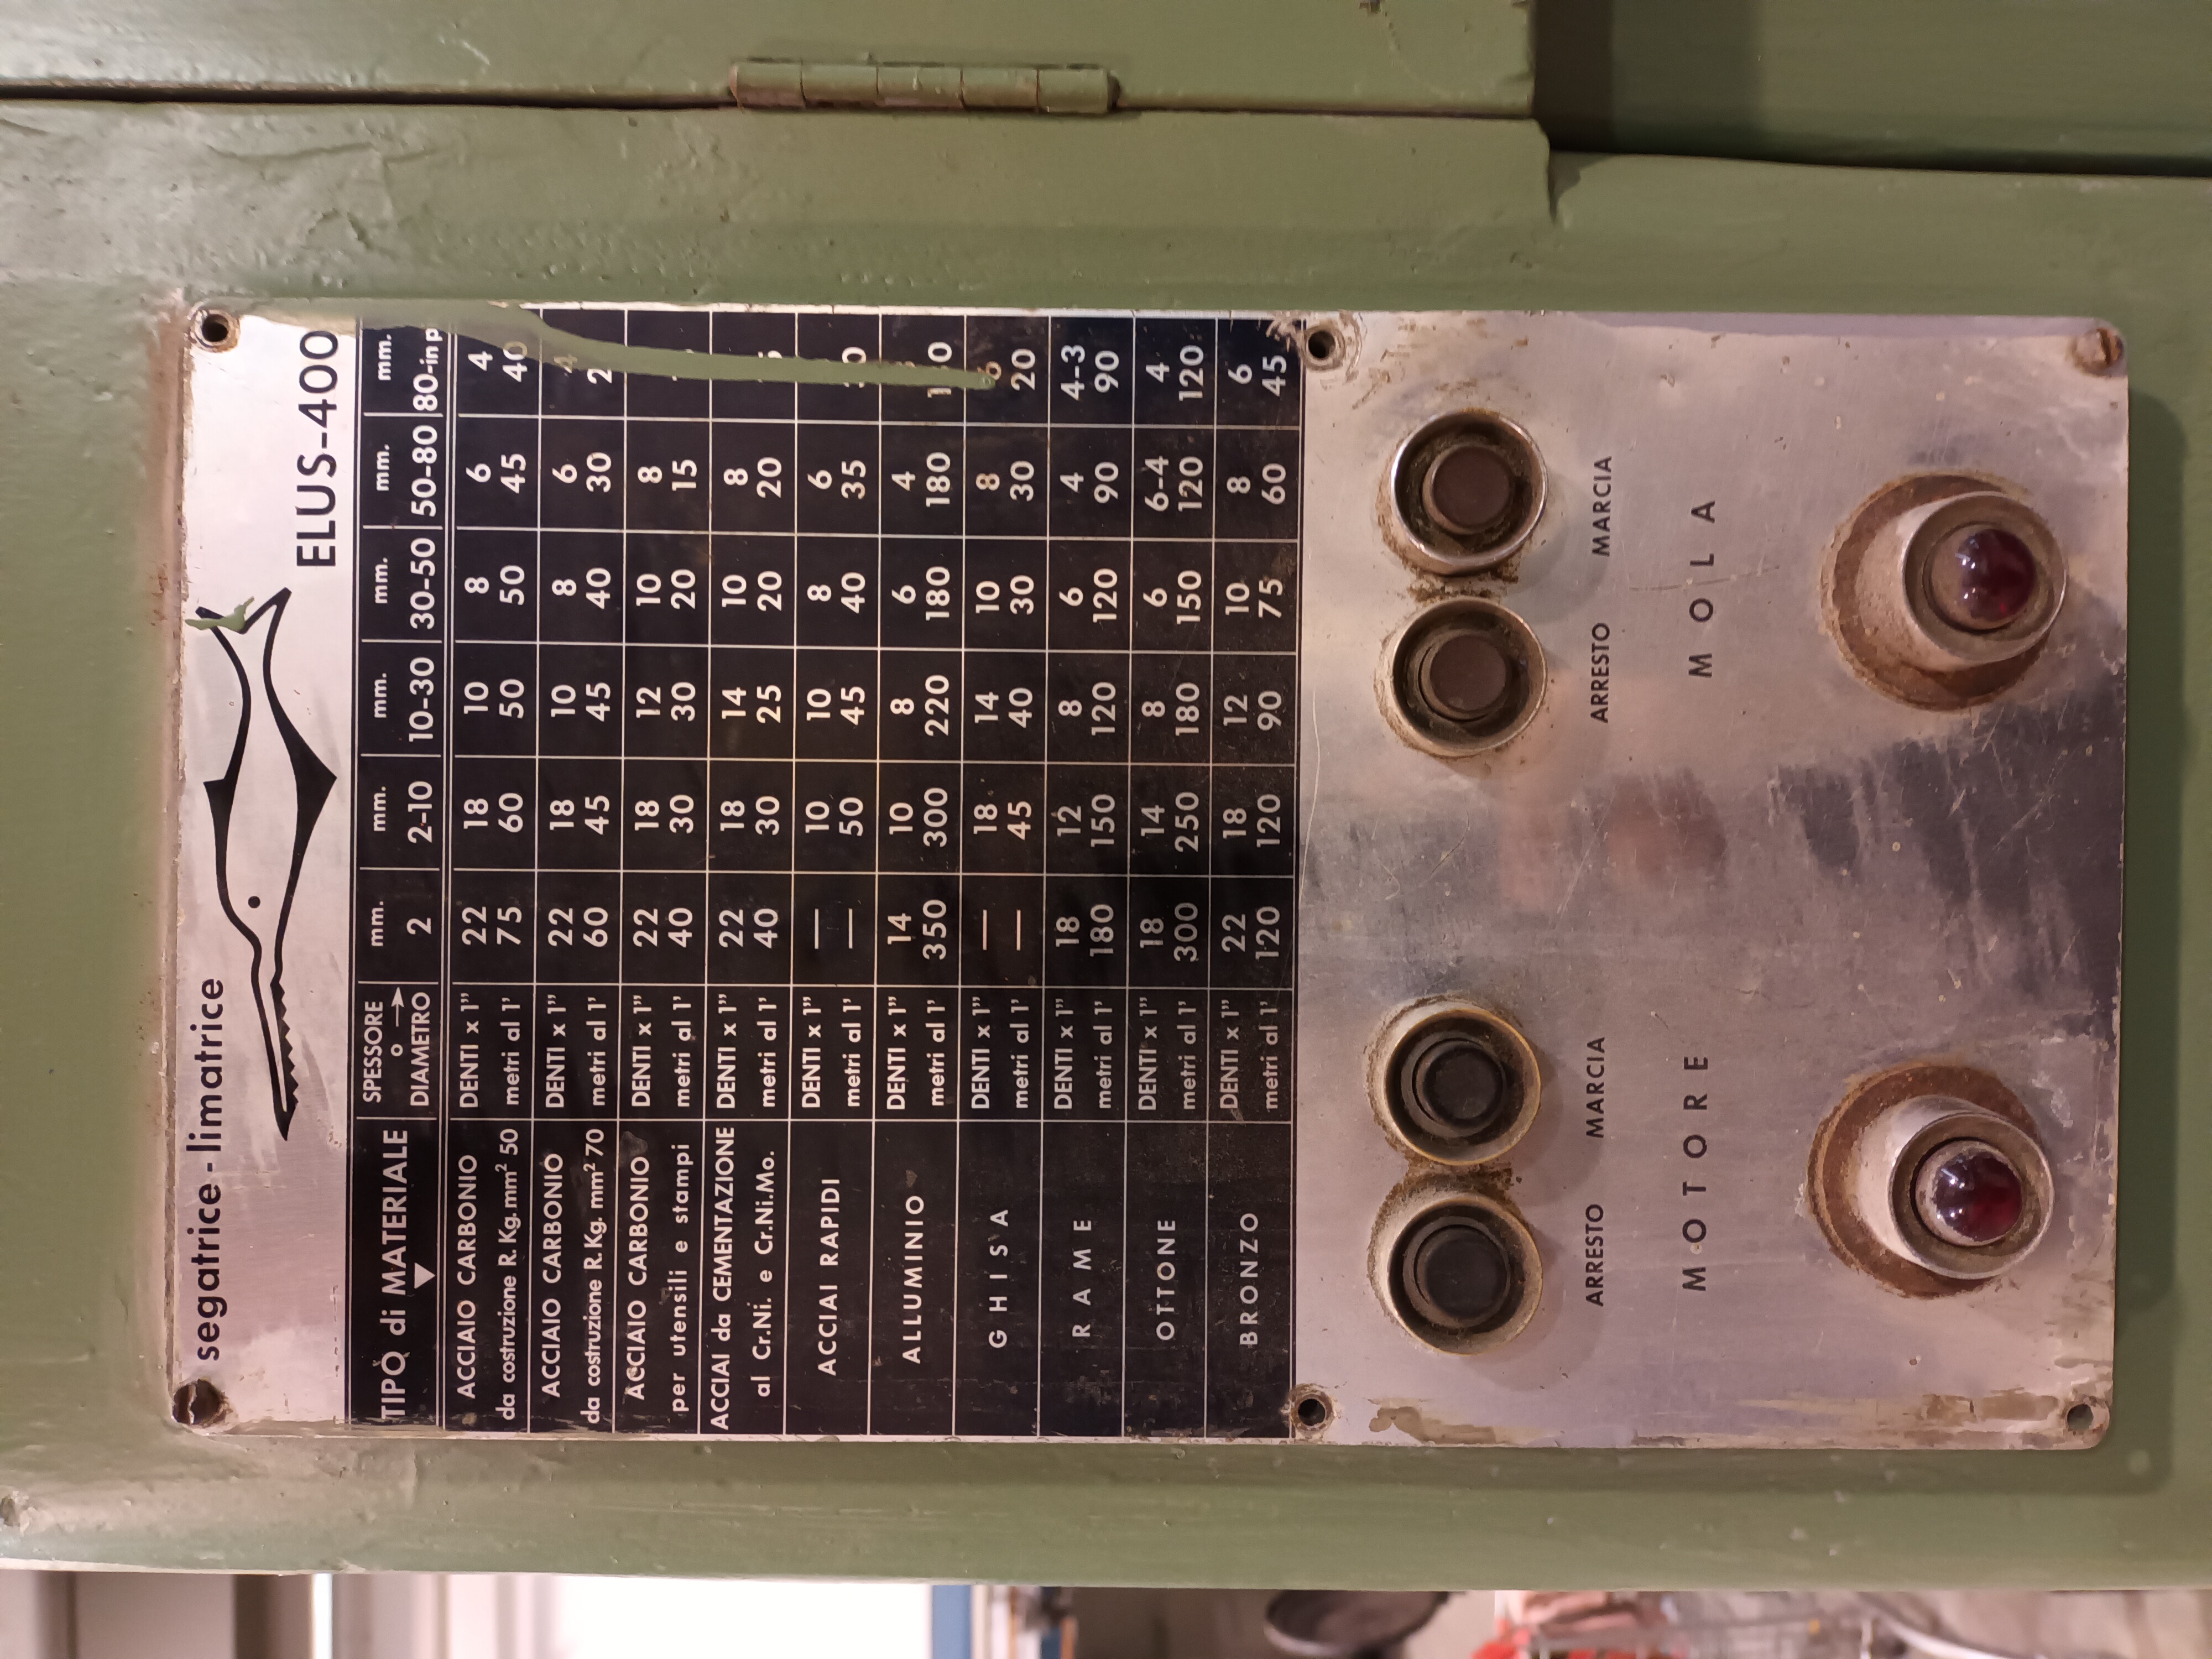 segatrice-limatrice
ELUS-400
TIPO di MATERIALE SPESSORE o DIAMETRO mm. 2 mm. 2-10 mm. 10-30 mm. 30-50 mm. 50-80 mm. 80-in p
ACCIAIO CARBONIO DENTI x 1" 22 18 10 8 6 4
da costruzione R.Kg.mm² 50 metri al 1' 75 60 50 50 45 40
ACCIAIO CARBONIO DENTI x 1" 22 18 10 8 6 4
da costruzione R.Kg.mm² 70 metri al 1' 60 45 45 40 30
ACCIAIO CARBONIO DENTI x 1" 22 18 12 10 8
per utensili e stampi metri al 1' 40 30 30 20 15
ACCIAI da CEMENTAZIONE DENTI x 1" 22 18 14 10 8
al Cr.Ni. e Cr.Ni.Mo. metri al 1' 40 30 25 20 20
ACCIAI RAPIDI DENTI x 1" — 10 10 8 6
metri al 1' — 50 45 40 35
ALLUMINIO DENTI x 1" 14 10 8 6 4
metri al 1' 350 300 220 180 180
GHISA DENTI x 1" — 18 14 10 8 6
metri al 1' — 45 40 30 30 20
RAME DENTI x 1" 18 12 8 6 4 4-3
metri al 1' 180 150 120 120 90 90
OTTONE DENTI x 1" 18 14 8 6 6-4 4
metri al 1' 300 250 180 150 120 120
BRONZO DENTI x 1" 22 18 12 10 8 6
metri al 1' 120 120 90 75 60 45
ARRESTO MARCIA ARRESTO MARCIA
MOTORE MOLA